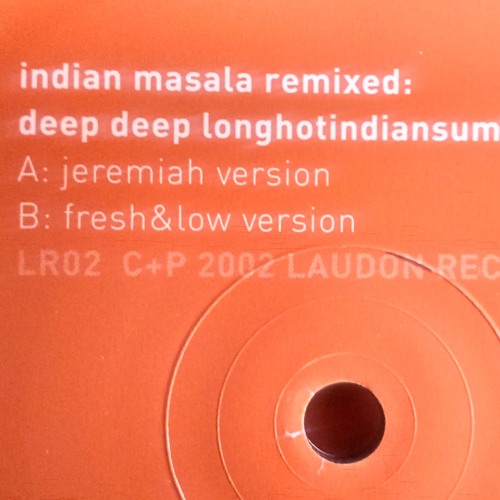 indian masala remixed:
deep deep longhotindiansum
A: jeremiah version
B: fresh&low version
LR02 C+P 2002 LAUDON REC